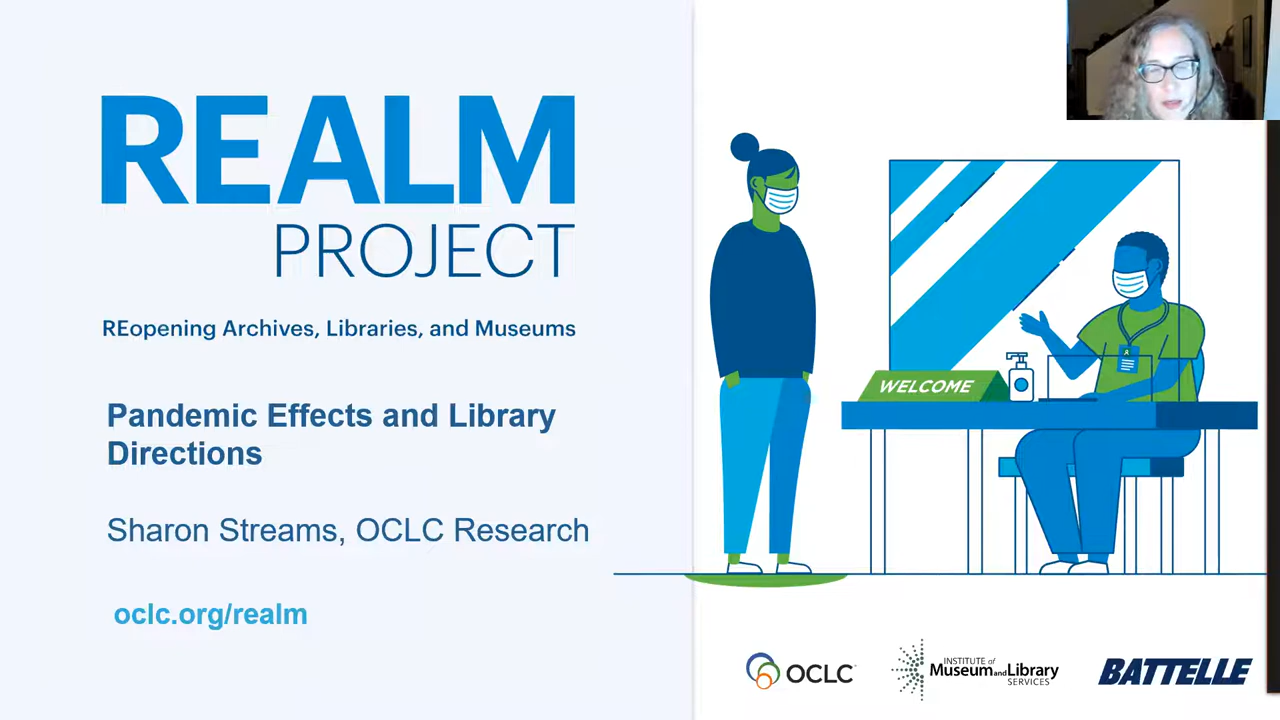 REALM
PROJECT
REopening Archives, Libraries, and Museums
Pandemic Effects and Library
Directions
Sharon Streams, OCLC Research
oclc.org/realm
WELCOME
OCLC
INSTITUTE of
Museum and Library
SERVICES
BATTELLE